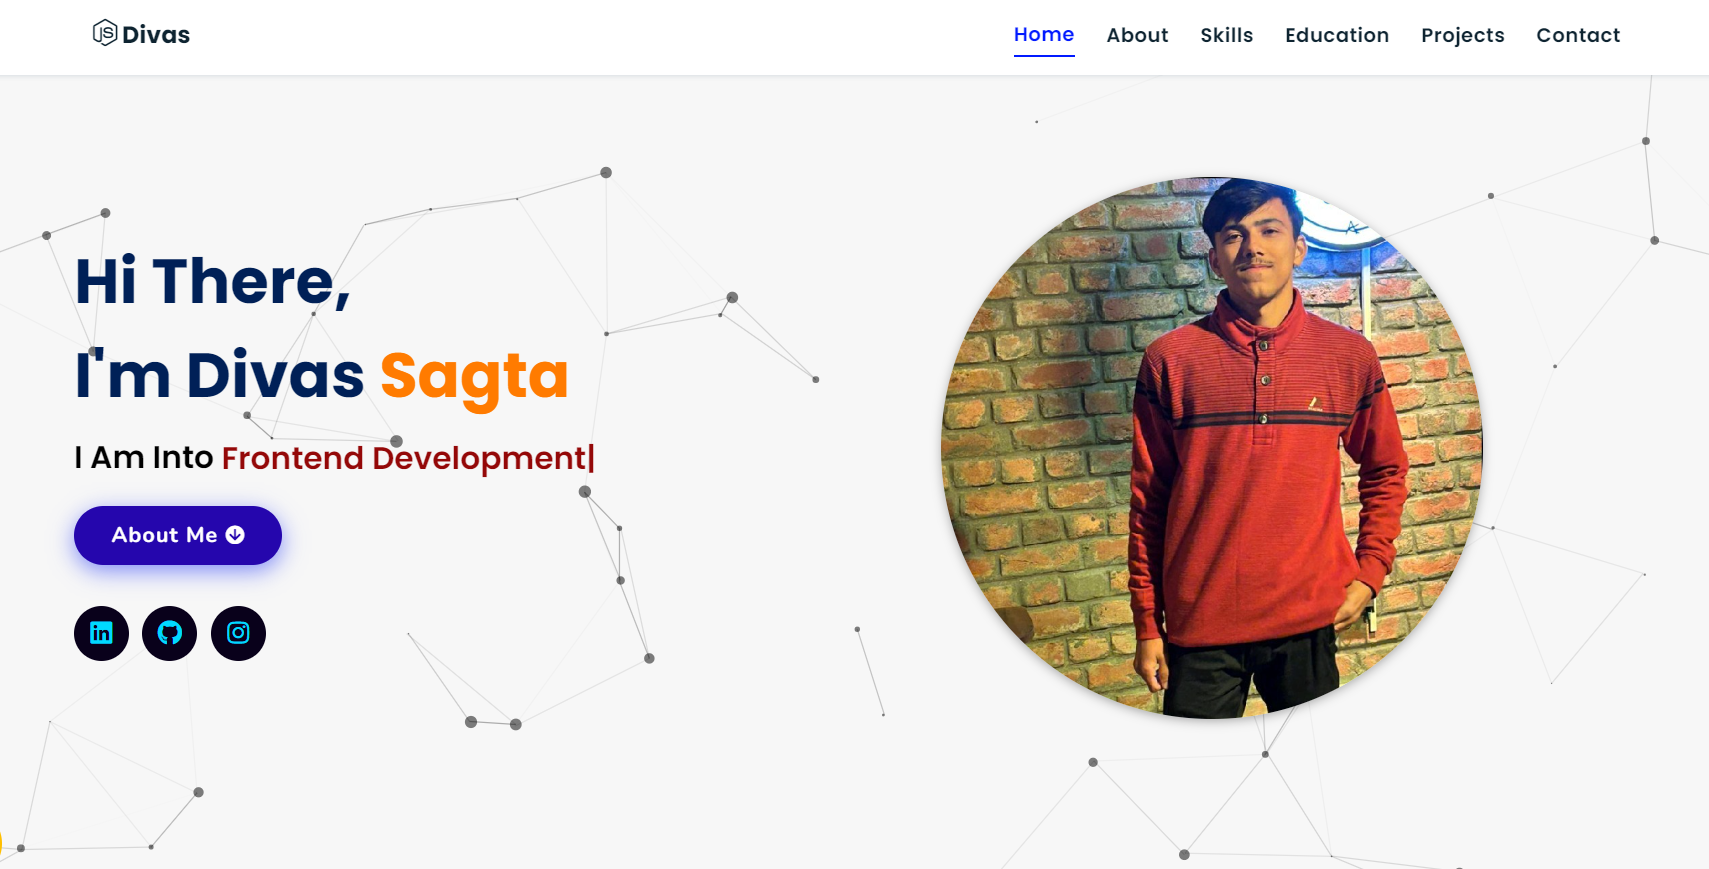 Divas
Home About Skills Education Projects Contact
Hi There,
I'm Divas Sagta
I Am Into Frontend Development|
About Me